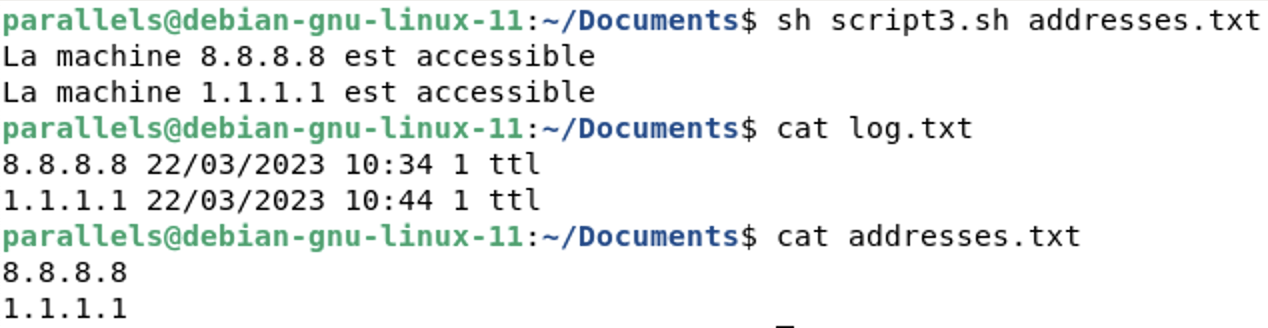 parallels@debian-gnu-linux-11:~/Documents$ sh script3.sh addresses.txt
La machine 8.8.8.8 est accessible
La machine 1.1.1.1 est accessible
parallels@debian-gnu-linux-11:~/Documents$ cat log.txt
8.8.8.8 22/03/2023 10:34 1 ttl
1.1.1.1 22/03/2023 10:44 1 ttl
parallels@debian-gnu-linux-11:~/Documents$ cat addresses.txt
8.8.8.8
1.1.1.1